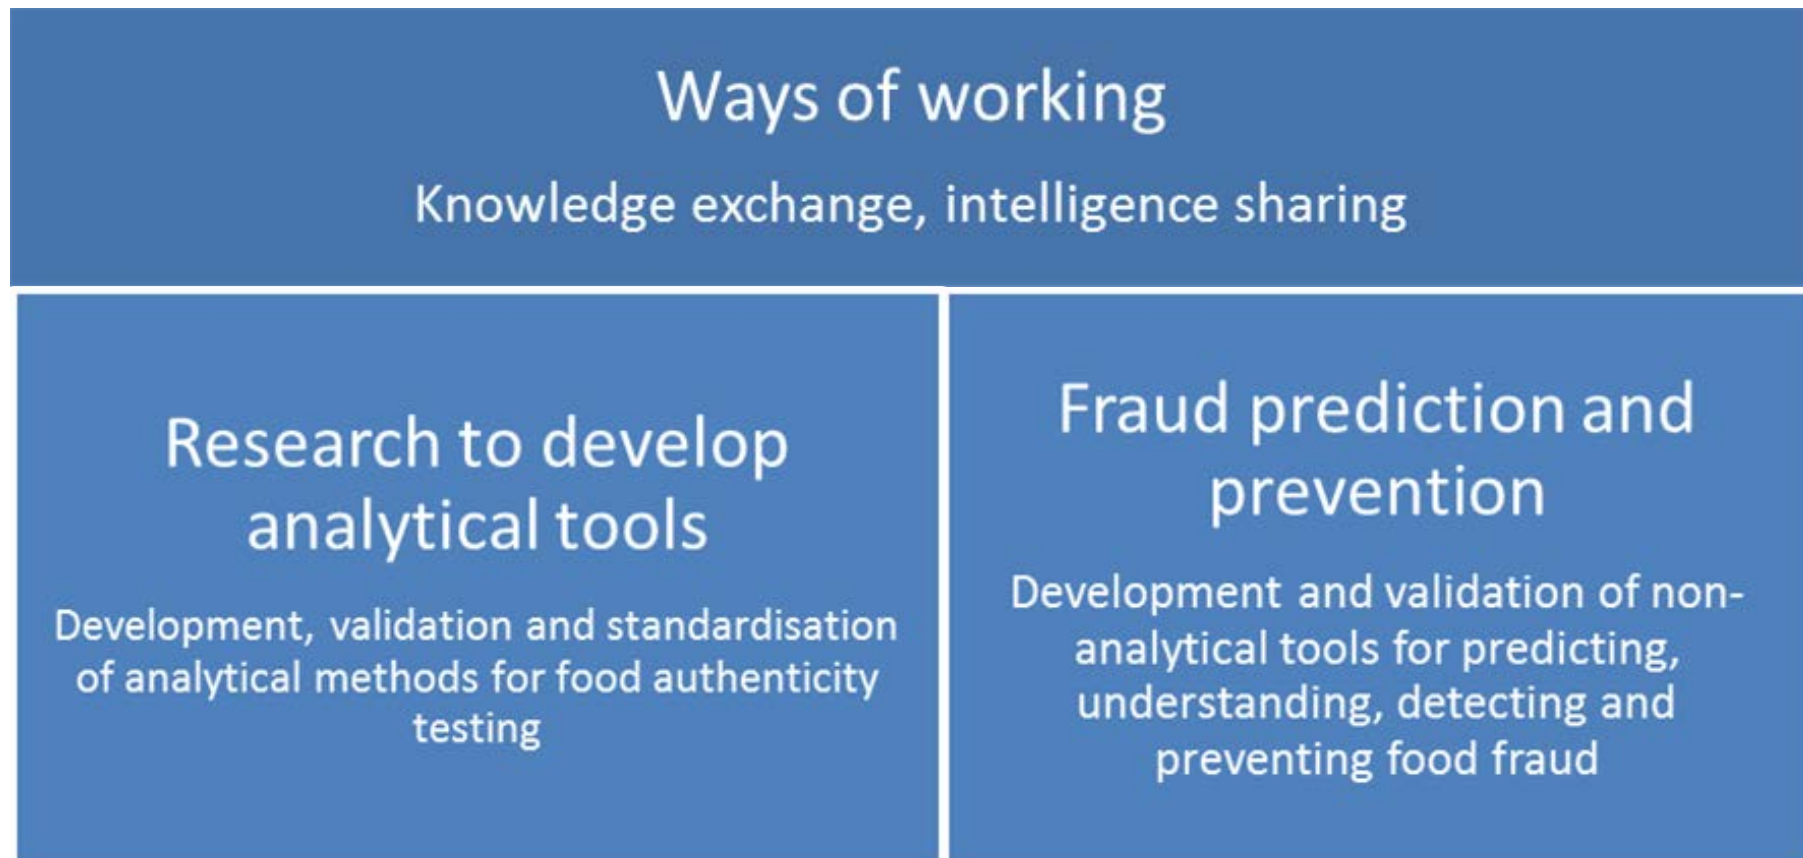 Ways of working
Knowledge exchange, intelligence sharing
Research to develop
analytical tools
Development, validation and standardisation
of analytical methods for food authenticity
testing
Fraud prediction and
prevention
Development and validation of non-
analytical tools for predicting,
understanding, detecting and
preventing food fraud